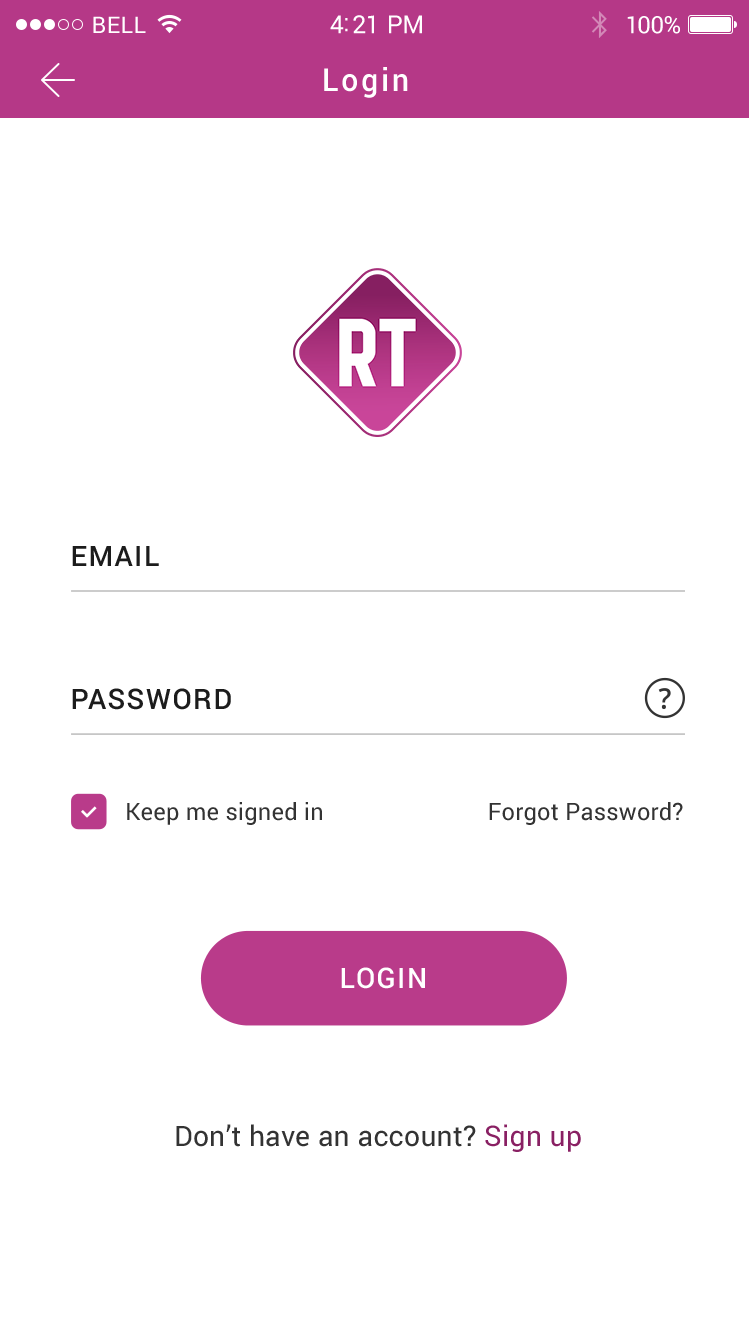 BELL 4:21 PM 100%
Login
RT
EMAIL
PASSWORD ?
Keep me signed in Forgot Password?
LOGIN
Don’t have an account? Sign up